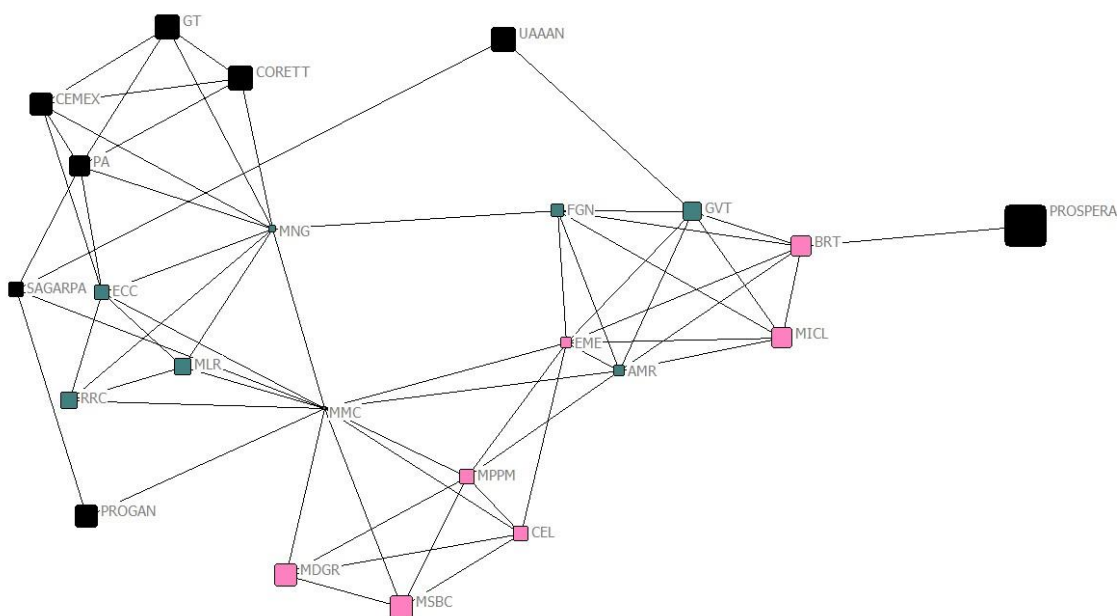 GT
UAAAN
CORETT
CEMEX
PA
FGN
GVT
PROSPERA
MNG
BRT
SAGARPA
ECC
MICL
EME
MLR
AMR
RRC
MMC
MPPM
PROGAN
CEL
MDGR
MSBC